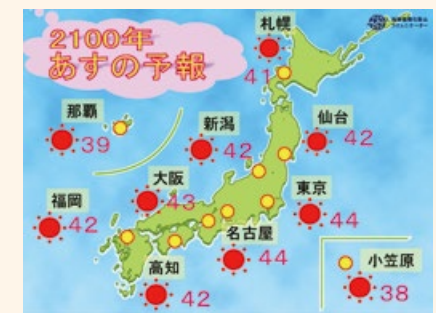 2100年
あすの予報
札幌
41
那覇
39
新潟
42
仙台
42
大阪
43
東京
44
福岡
42
名古屋
44
高知
42
小笠原
38